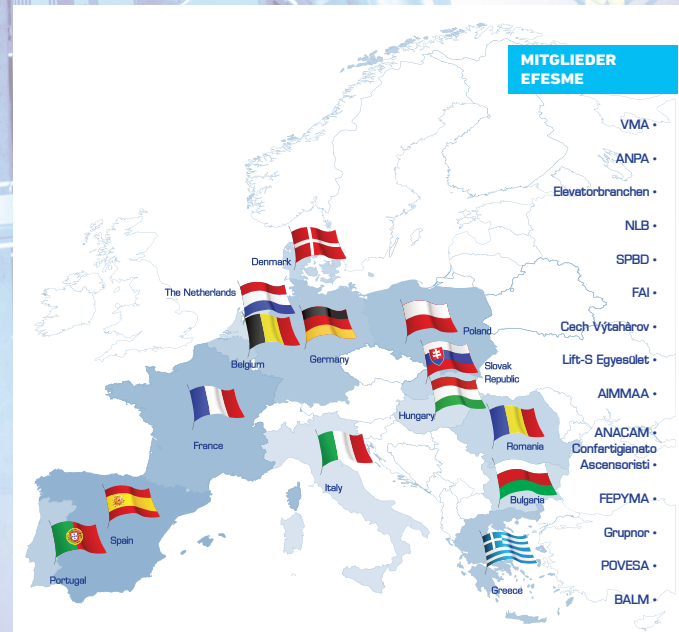 MITGLIEDER
EFESME
VMA •
ANPA •
Elevatorbranchen •
NLB •
SPBD •
FAI •
Cech Výtahàrov •
Lift-S Egyesület •
AIMMAA •
ANACAM •
Confartigianato
Ascensoristi •
FEPYMA •
Grupnor •
POVESA •
BALM •
Denmark
The Netherlands
Belgium
Germany
Poland
Slovak
Republic
Hungary
France
Romania
Italy
Bulgaria
Spain
Portugal
Greece